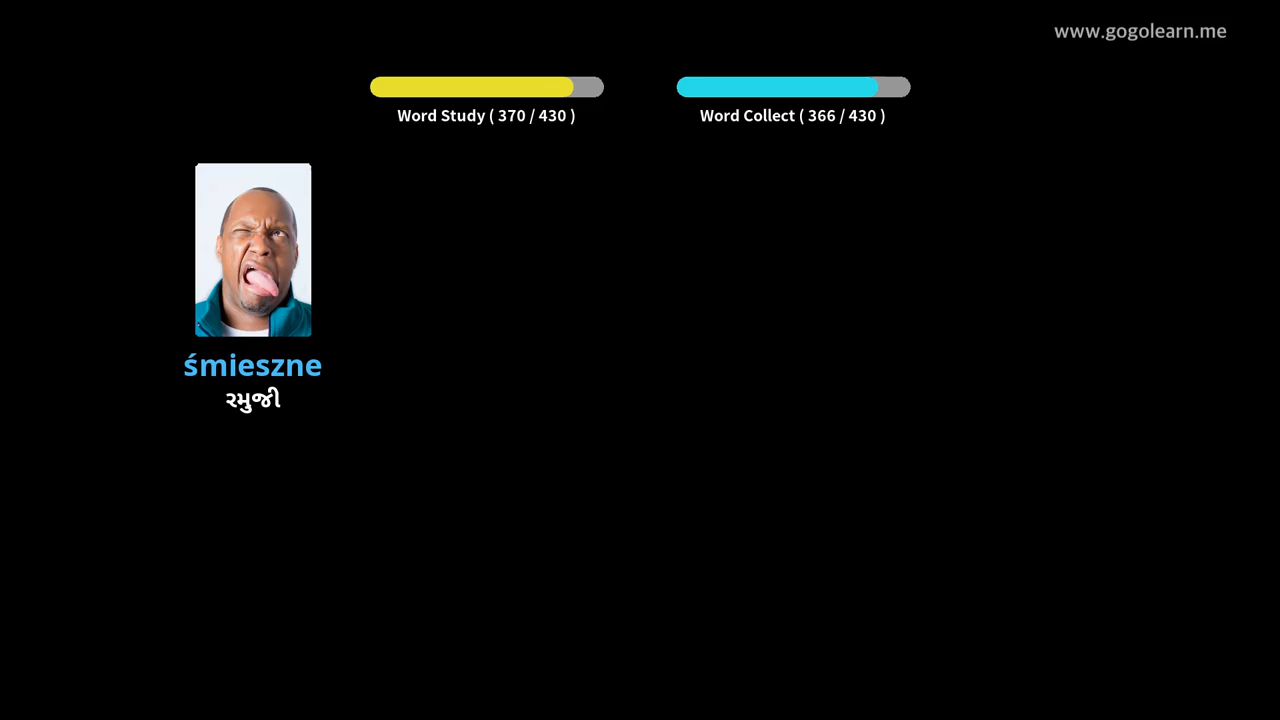 www.gogolearn.me
Word Study ( 370 / 430 )
Word Collect ( 366 / 430 )
śmieszne
રમુજી